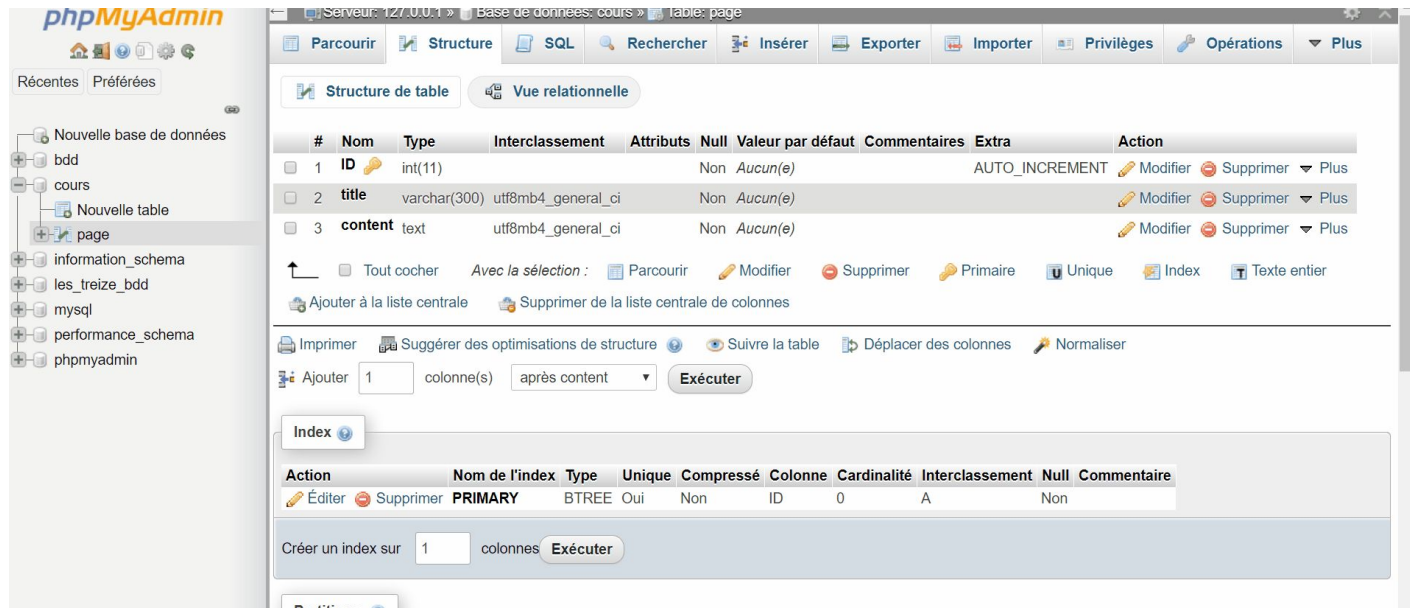 phpMyAdmin
Récentes Préférées
Nouvelle base de données
bdd
cours
Nouvelle table
page
information_schema
les_treize_bdd
mysql
performance_schema
phpmyadmin
Serveur: 127.0.0.1 » Base de données: cours » Table: page
Parcourir Structure SQL Rechercher Insérer Exporter Importer Privilèges Opérations Plus
Structure de table Vue relationnelle
# Nom Type Interclassement Attributs Null Valeur par défaut Commentaires Extra Action
1 ID int(11) Non Aucun(e) AUTO_INCREMENT Modifier Supprimer Plus
2 title varchar(300) utf8mb4_general_ci Non Aucun(e) Modifier Supprimer Plus
3 content text utf8mb4_general_ci Non Aucun(e) Modifier Supprimer Plus
Tout cocher Avec la sélection : Parcourir Modifier Supprimer Primaire Unique Index Texte entier
Ajouter à la liste centrale Supprimer de la liste centrale de colonnes
Imprimer Suggérer des optimisations de structure Suivre la table Déplacer des colonnes Normaliser
Ajouter 1 colonne(s) après content Exécuter
Index
Action Nom de l'index Type Unique Compressé Colonne Cardinalité Interclassement Null Commentaire
Éditer Supprimer PRIMARY BTREE Oui Non ID 0 A Non
Créer un index sur 1 colonnes Exécuter